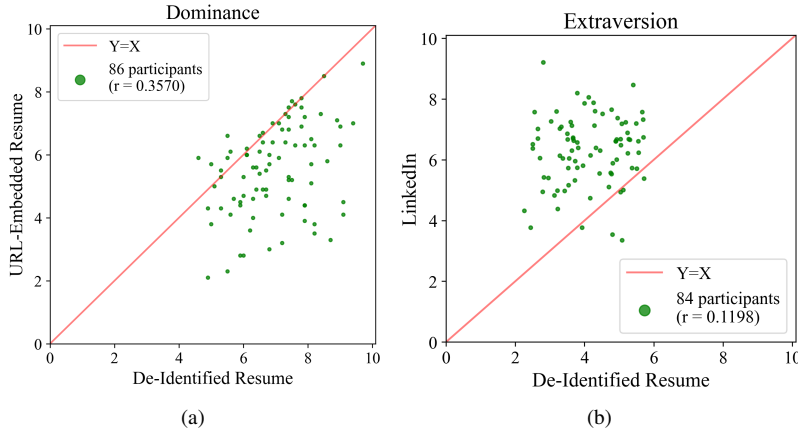 Dominance
10
8
6
4
2
0
0 2 4 6 8 10
URL-Embedded Resume
De-Identified Resume
Y=X
86 participants
(r = 0.3570)
(a)
Extraversion
10
8
6
4
2
0
0 2 4 6 8 10
LinkedIn
De-Identified Resume
Y=X
84 participants
(r = 0.1198)
(b)